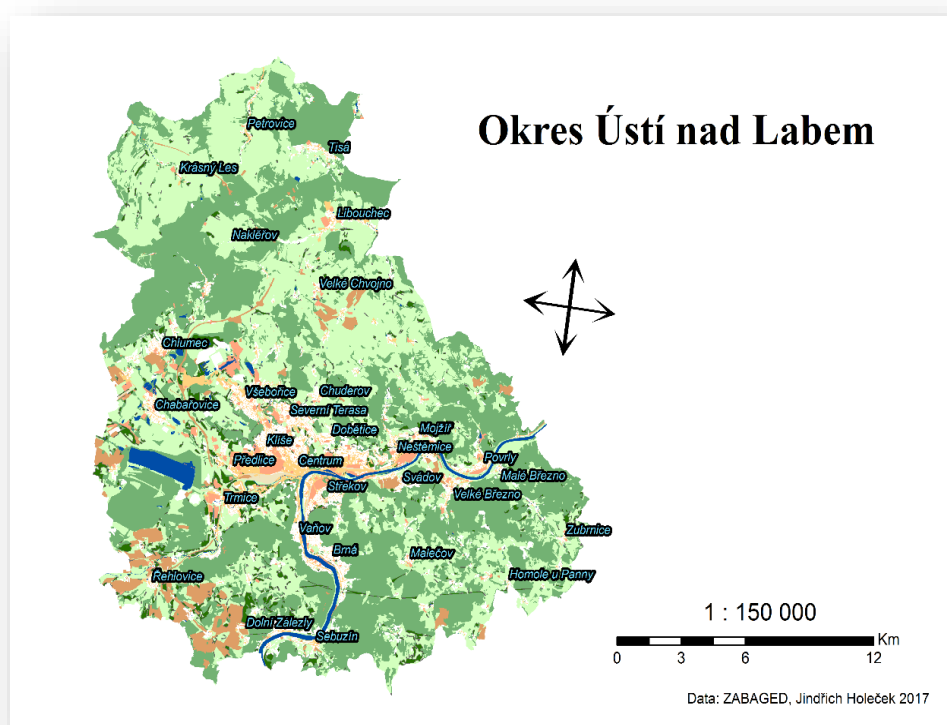 Okres Ústí nad Labem
Petrovice
Tisá
Krásný Les
Libouchec
Nakléřov
Velké Chvojno
Chlumec
Všebořice
Chuderov
Chabařovice
Severní Terasa
Dobětice
Mojžíř
Klíše
Neštěmice
Předlice
Centrum
Povrly
Střekov
Svádov
Malé Březno
Trmice
Velké Březno
Vaňov
Zubrnice
Brná
Malečov
Řehlovice
Homole u Panny
Dolní Zálezly
Sebuzín
1 : 150 000
Km
0 3 6 12
Data: ZABAGED, Jindřich Holeček 2017